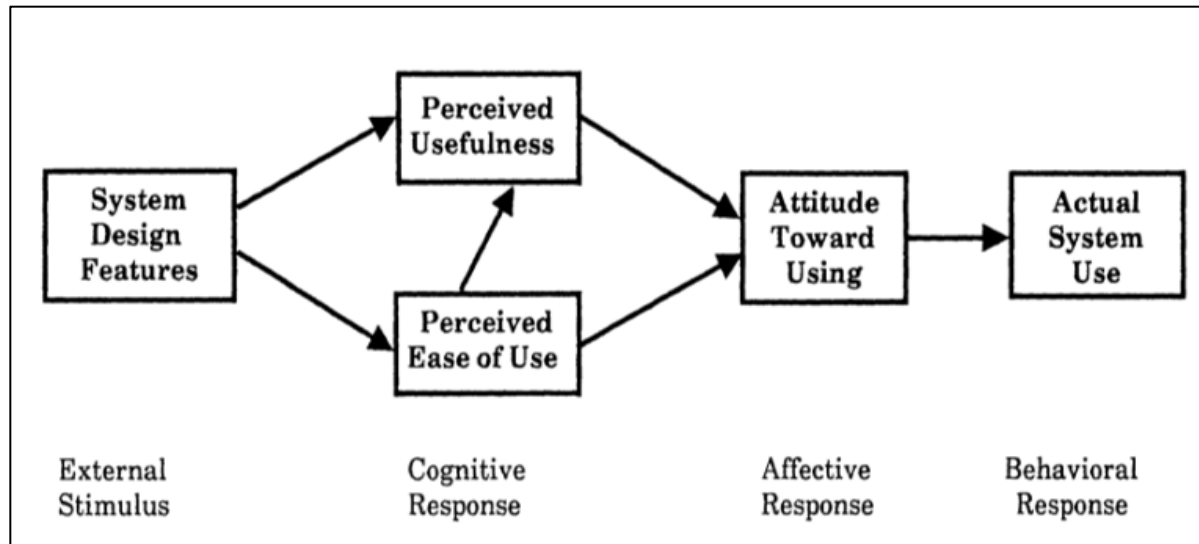 Perceived
Usefulness
System
Design
Features
Perceived
Ease of Use
Attitude
Toward
Using
Actual
System
Use
External
Stimulus
Cognitive
Response
Affective
Response
Behavioral
Response